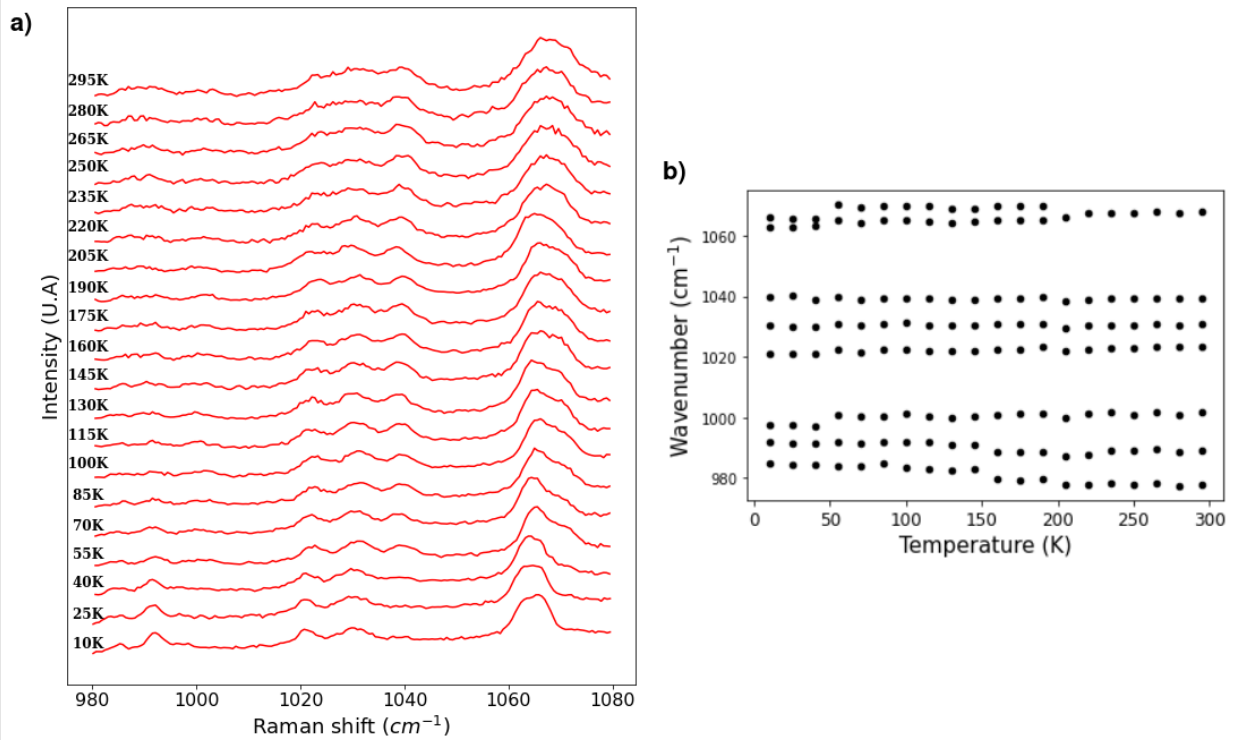 a)
295K
280K
265K
250K
235K
220K
205K
190K
175K
160K
145K
130K
115K
100K
85K
70K
55K
40K
25K
10K
Intensity (U.A)
980 1000 1020 1040 1060 1080
Raman shift (cm⁻¹)
b)
1060
1040
1020
1000
980
Wavenumber (cm⁻¹)
0 50 100 150 200 250 300
Temperature (K)